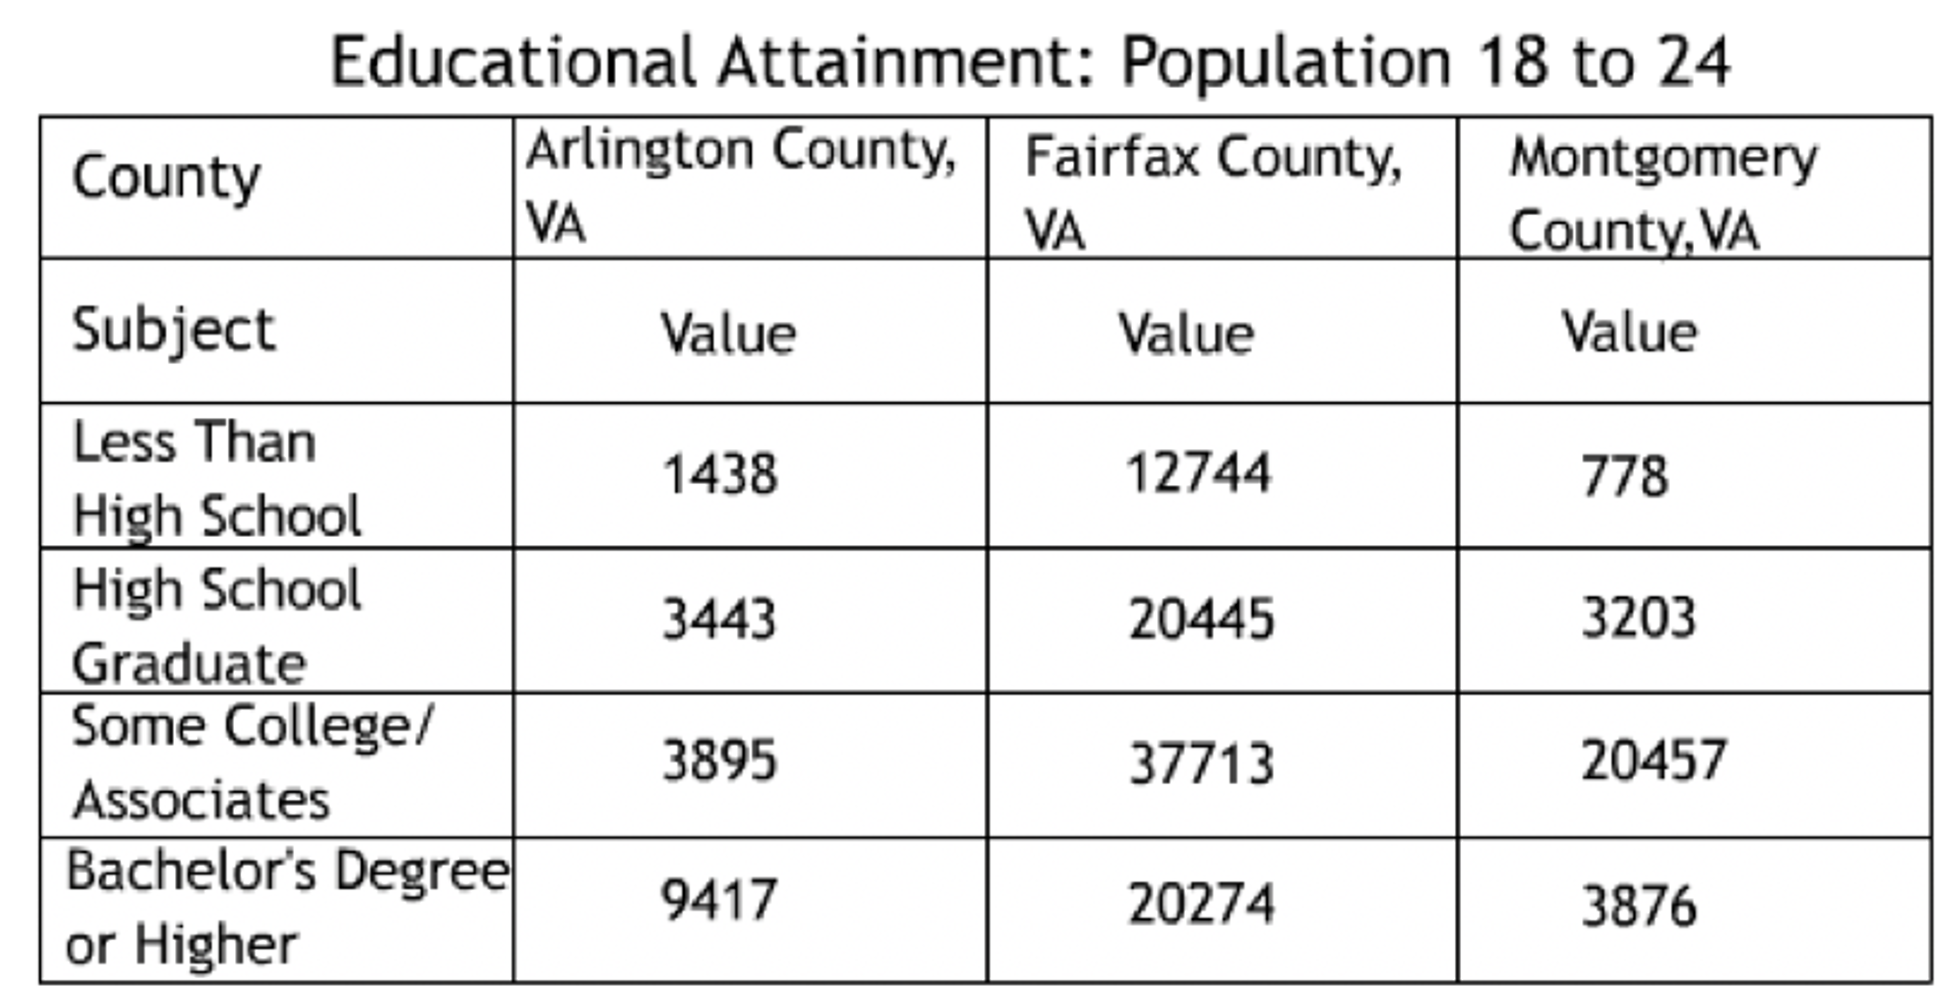 Educational Attainment: Population 18 to 24
County
Arlington County,
VA
Fairfax County,
VA
Montgomery
County,VA
Subject
Value
Value
Value
Less Than
High School
1438
12744
778
High School
Graduate
3443
20445
3203
Some College/
Associates
3895
37713
20457
Bachelor's Degree
or Higher
9417
20274
3876